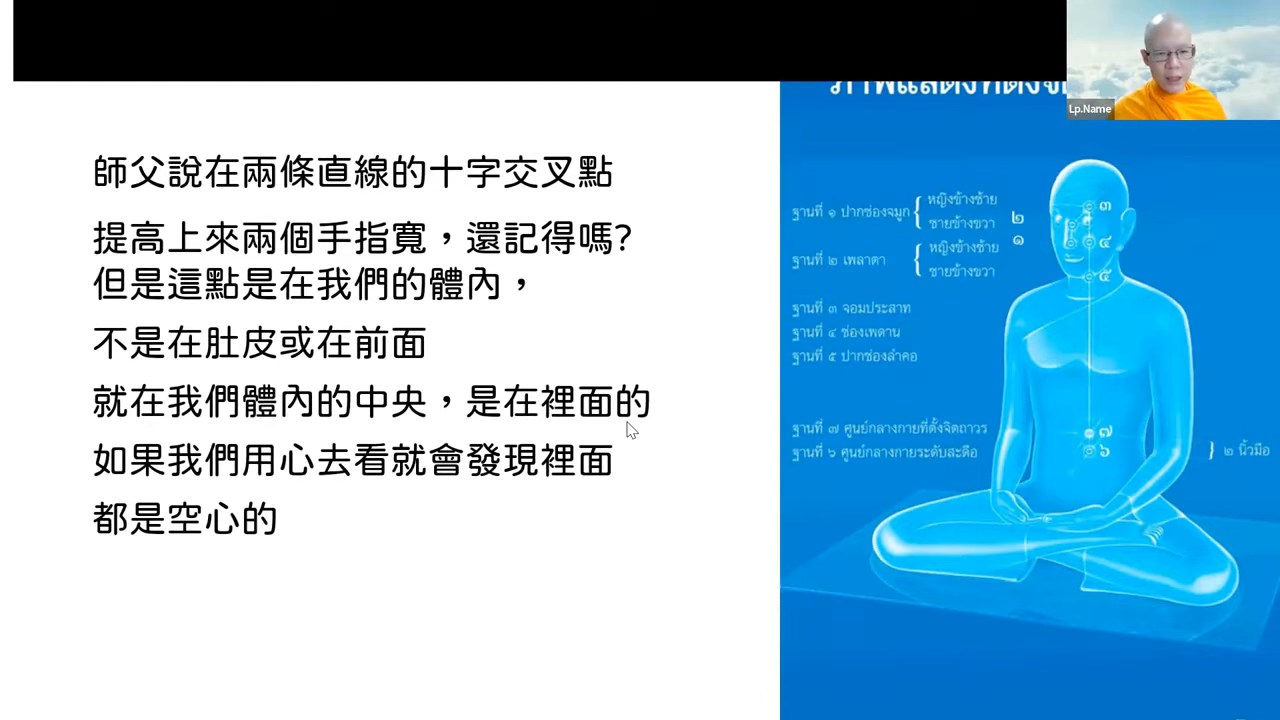 師父說在兩條直線的十字交叉點
提高上來兩個手指寬，還記得嗎?
但是這點是在我們的體內，
不是在肚皮或在前面
就在我們體內的中央，是在裡面的
如果我們用心去看就會發現裡面
都是空心的
Lp.Name
ฐานที่ ๑ ปากช่องจมูก { หญิงข้างซ้าย
ชายข้างขวา
ฐานที่ ๒ เพลาตา { หญิงข้างซ้าย
ชายข้างขวา
ฐานที่ ๓ จอมประสาท
ฐานที่ ๔ ช่องเพดาน
ฐานที่ ๕ ปากช่องลำคอ
ฐานที่ ๗ ศูนย์กลางกายที่ตั้งจิตถาวร
ฐานที่ ๖ ศูนย์กลางกายระดับสะดือ
} ๒ นิ้วมือ
๓
๒
๑
๔
๕
๗
๖